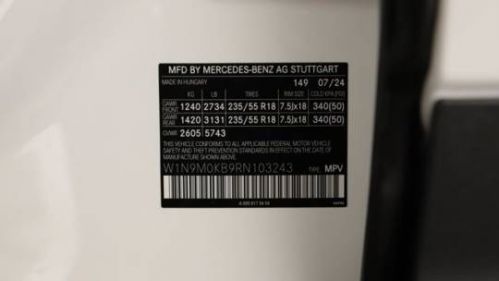 MFD BY MERCEDES-BENZ AG STUTTGART
MADE IN HUNGARY 149 07/24
KG LB TIRES RIM SIZE COLD KPA(PSI)
GAWR FRONT 1240 2734 235/55 R18 7.5Jx18 340(50)
GAWR REAR 1420 3131 235/55 R18 7.5Jx18 340(50)
GVWR 2605 5743
THIS VEHICLE CONFORMS TO ALL APPLICABLE FEDERAL MOTOR VEHICLE
SAFETY AND THEFT PREVENTION STANDARDS IN EFFECT ON THE DATE OF
MANUFACTURE SHOWN ABOVE.
W1N9M0KB9RN103243 TYPE: MPV